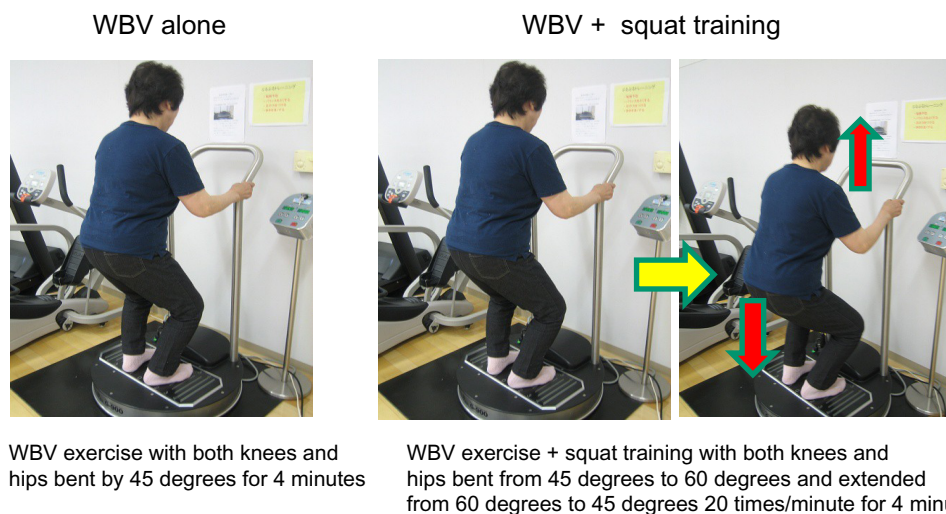 WBV alone
WBV + squat training
WBV exercise with both knees and
hips bent by 45 degrees for 4 minutes
WBV exercise + squat training with both knees and
hips bent from 45 degrees to 60 degrees and extended
from 60 degrees to 45 degrees 20 times/minute for 4